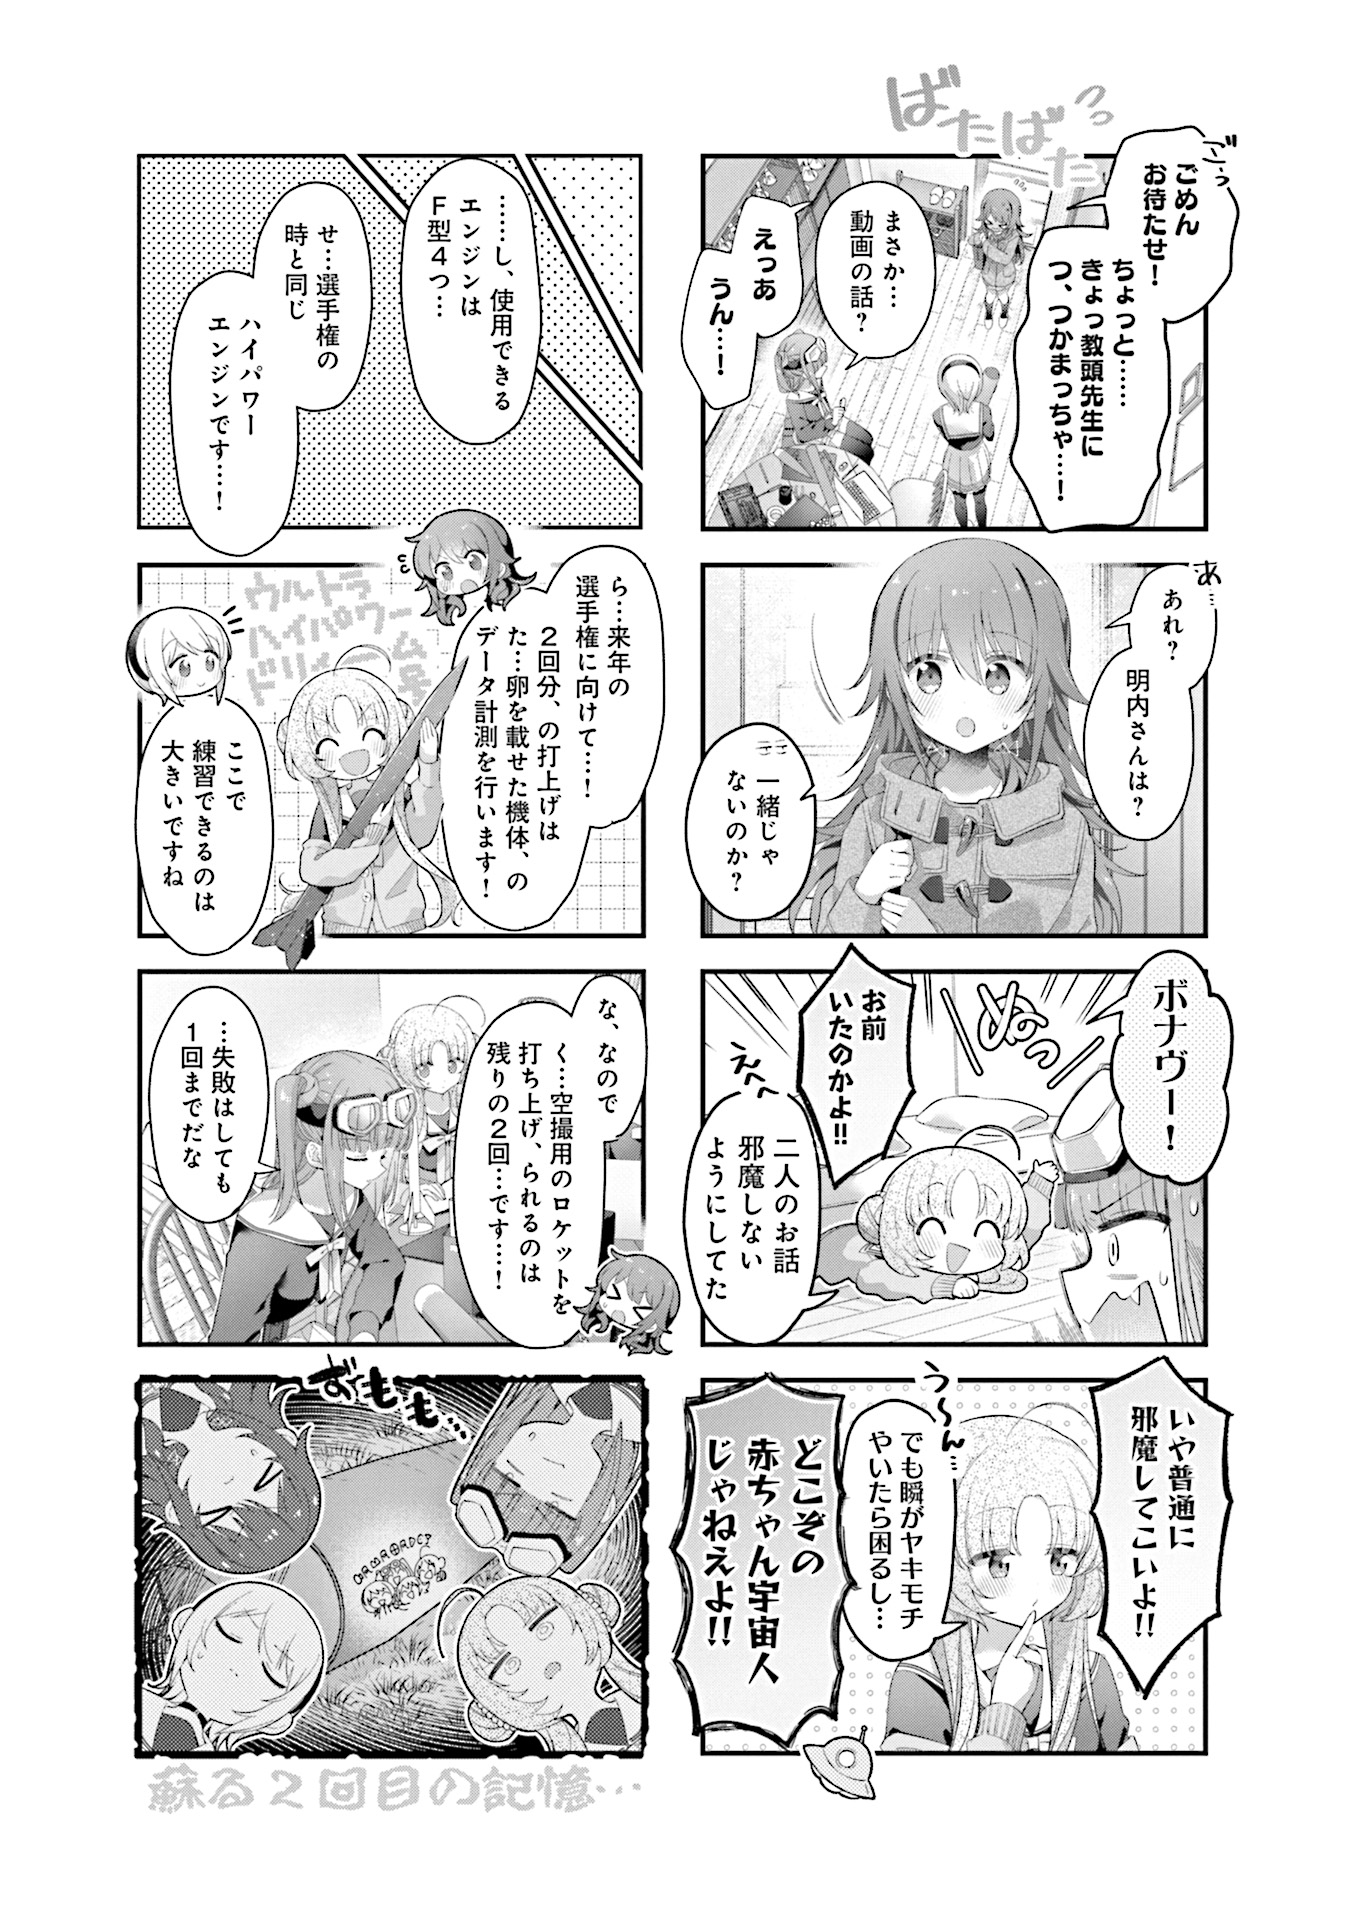 ばたばたっっ
ご…っ
ごめん
お待たせ!
ちょっと……
きょっ教頭先生に
つ、つかまっちゃ…!
まさか…
動画の話?
えっあ
うん…!
あ…
あれ?
明内さんは?
一緒じゃ
ないのか?
ボナヴー!
ぬっ
お前
いたのかよ!!
えへへ
二人のお話
邪魔しない
ようにしてた
いや普通に
邪魔してこいよ!!
う〜〜ん…
でも瞬がヤキモチ
やいたら困るし…
どこぞの
赤ちゃん宇宙人
じゃねえよ!!
……し、使用できる
エンジンは
F型4つ…
せ…選手権の
時と同じ
ハイパワー
エンジンです…!
ら…来年の
選手権に向けて…!
2回分、の打上げは
た…卵を載せた機体、の
データ計測を行います!
ウルトラ
ハイパワー
ドリィーム
号
ここで
練習できるのは
大きいですね
な、なので
く…空撮用のロケットを
打ち上げ、られるのは
残りの2回…です…!
…失敗はしても
1回までだな
ずももも…
蘇る2回目の記憶…